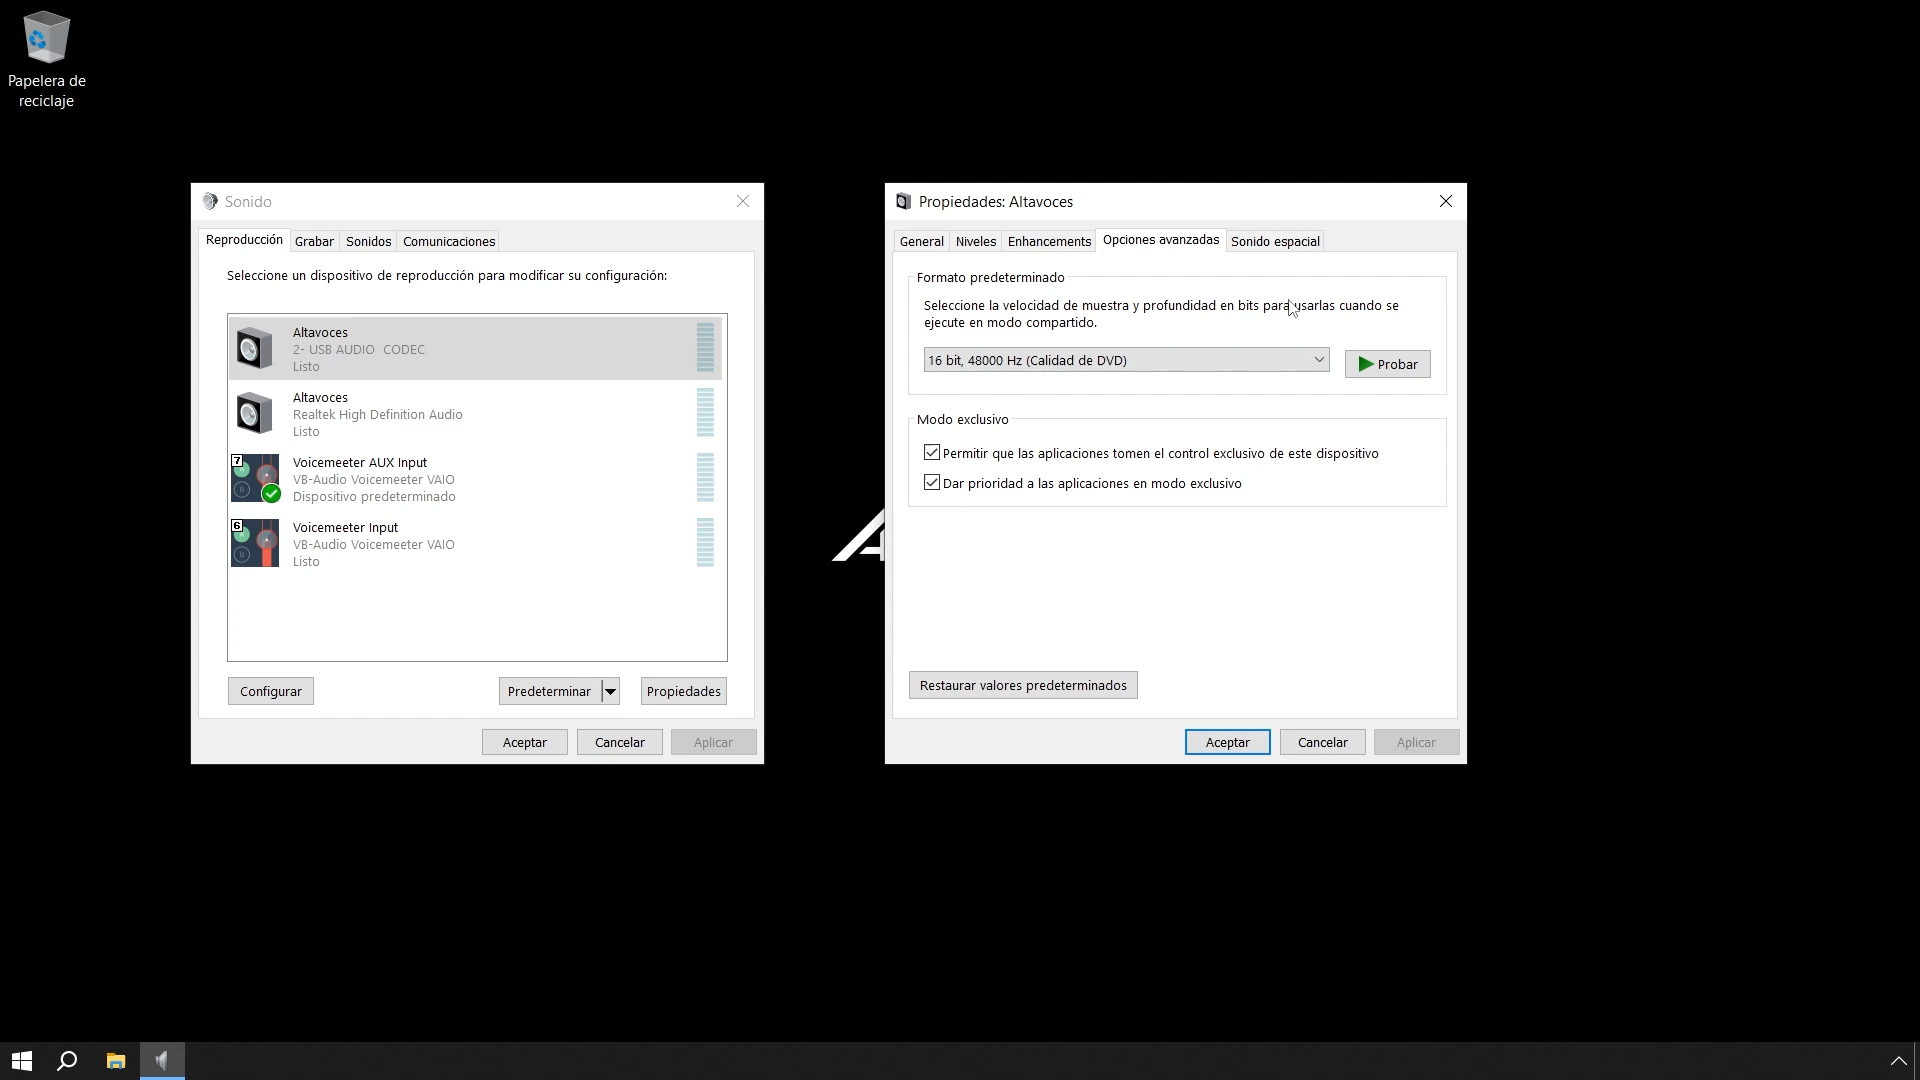 Papelera de
reciclaje
Sonido
Reproducción
Grabar
Sonidos
Comunicaciones
Seleccione un dispositivo de reproducción para modificar su configuración:
Altavoces
2- USB AUDIO  CODEC
Listo
Altavoces
Realtek High Definition Audio
Listo
7
Voicemeeter AUX Input
VB-Audio Voicemeeter VAIO
Dispositivo predeterminado
6
Voicemeeter Input
VB-Audio Voicemeeter VAIO
Listo
Configurar
Predeterminar
Propiedades
Aceptar
Cancelar
Aplicar
Propiedades: Altavoces
General
Niveles
Enhancements
Opciones avanzadas
Sonido espacial
Formato predeterminado
Seleccione la velocidad de muestra y profundidad en bits para usarlas cuando se
ejecute en modo compartido.
16 bit, 48000 Hz (Calidad de DVD)
Probar
Modo exclusivo
Permitir que las aplicaciones tomen el control exclusivo de este dispositivo
Dar prioridad a las aplicaciones en modo exclusivo
Restaurar valores predeterminados
Aceptar
Cancelar
Aplicar